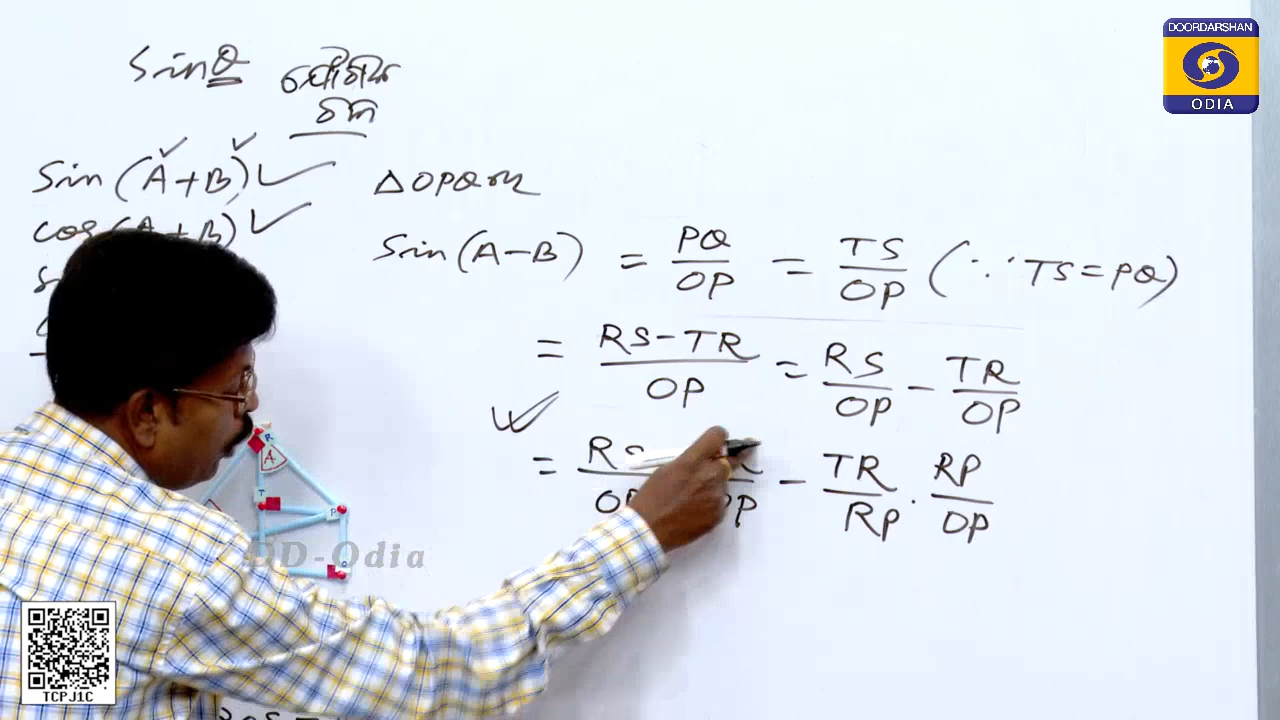 DOORDARSHAN
ODIA
Sinθ ଯୌଗିକ
Sin(A+B) ΔOPQରେ
cos(A+B)
Sin(A-B) = PQ/OP = TS/OP (∵ TS=PQ)
= RS-TR/OP = RS/OP - TR/OP
= - TR/RP · RP/OP
R
A
T
P
DD-Odia
TCPJ1C